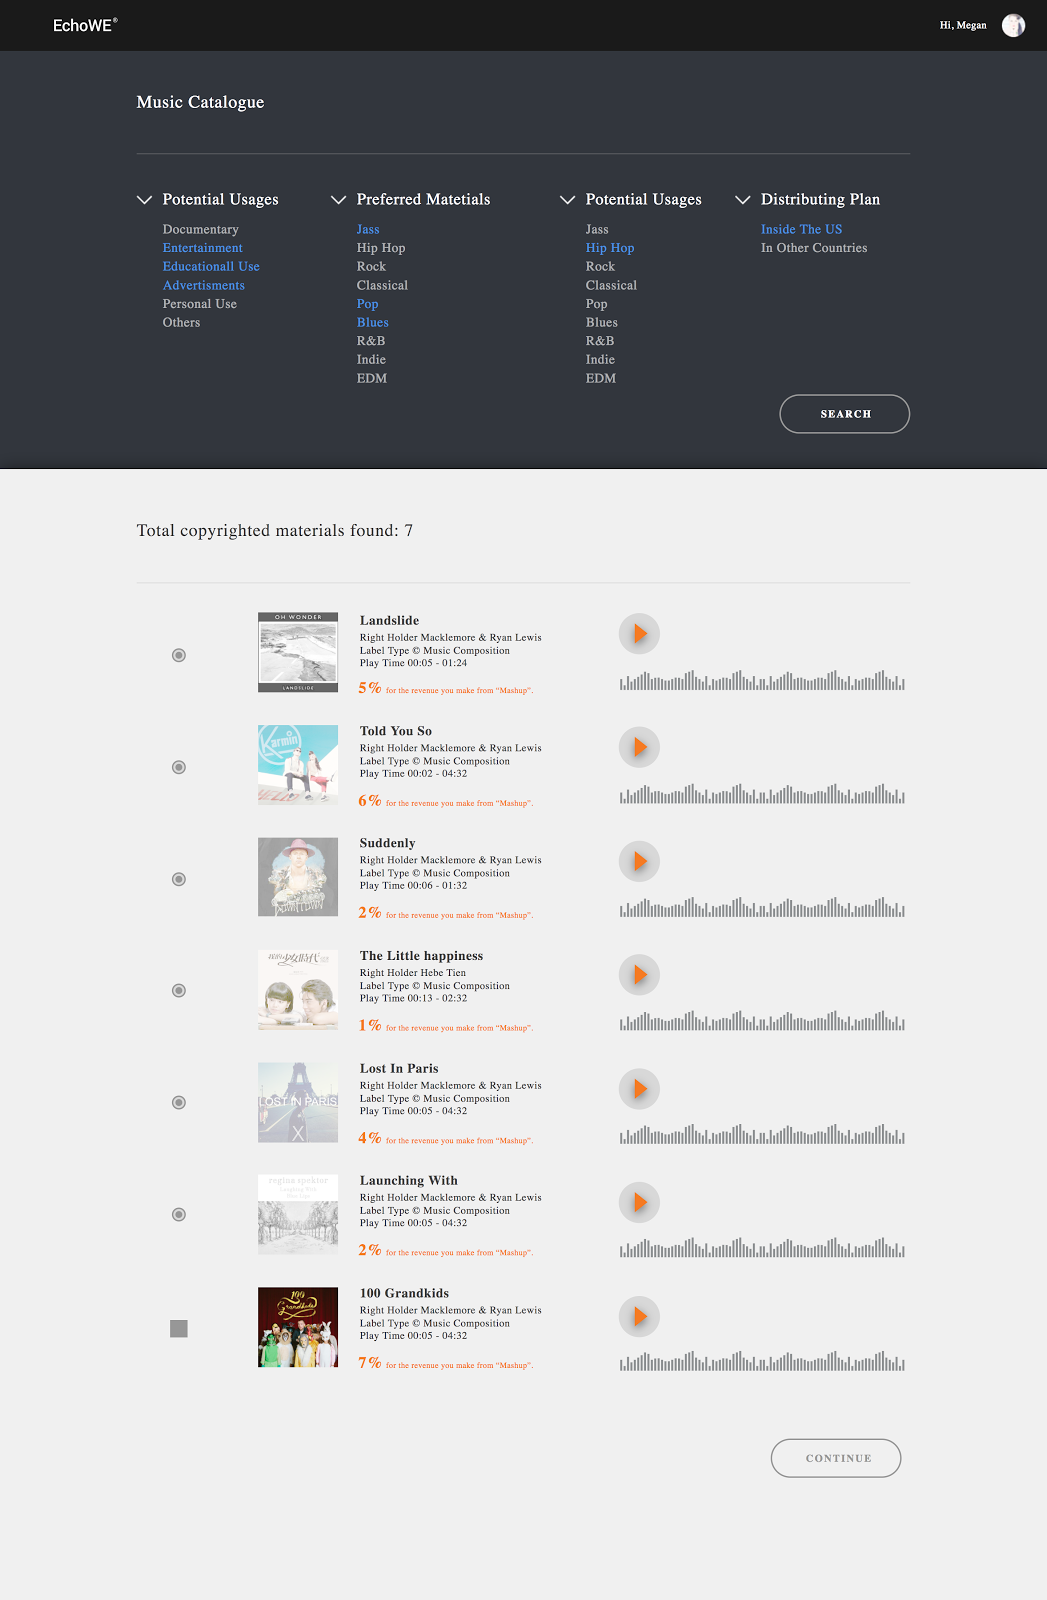 EchoWE®
Hi, Megan
Music Catalogue
Potential Usages
Documentary
Entertainment
Educationall Use
Advertisments
Personal Use
Others
Preferred Matetials
Jass
Hip Hop
Rock
Classical
Pop
Blues
R&B
Indie
EDM
Potential Usages
Jass
Hip Hop
Rock
Classical
Pop
Blues
R&B
Indie
EDM
Distributing Plan
Inside The US
In Other Countries
SEARCH
Total copyrighted materials found: 7
OH WONDER
LANDSLIDE
Landslide
Right Holder Macklemore & Ryan Lewis
Label Type © Music Composition
Play Time 00:05 - 01:24
5% for the revenue you make from “Mashup”.
Karmin
Told You So
Right Holder Macklemore & Ryan Lewis
Label Type © Music Composition
Play Time 00:02 - 04:32
6% for the revenue you make from “Mashup”.
Suddenly
Right Holder Macklemore & Ryan Lewis
Label Type © Music Composition
Play Time 00:06 - 01:32
2% for the revenue you make from “Mashup”.
我的少女時代
The Little happiness
Right Holder Hebe Tien
Label Type © Music Composition
Play Time 00:13 - 02:32
1% for the revenue you make from “Mashup”.
LOST IN PARIS
Lost In Paris
Right Holder Macklemore & Ryan Lewis
Label Type © Music Composition
Play Time 00:05 - 04:32
4% for the revenue you make from “Mashup”.
regina spektor
Laughing With
Launching With
Right Holder Macklemore & Ryan Lewis
Label Type © Music Composition
Play Time 00:05 - 04:32
2% for the revenue you make from “Mashup”.
100
Grandkids
100 Grandkids
Right Holder Macklemore & Ryan Lewis
Label Type © Music Composition
Play Time 00:05 - 04:32
7% for the revenue you make from “Mashup”.
CONTINUE